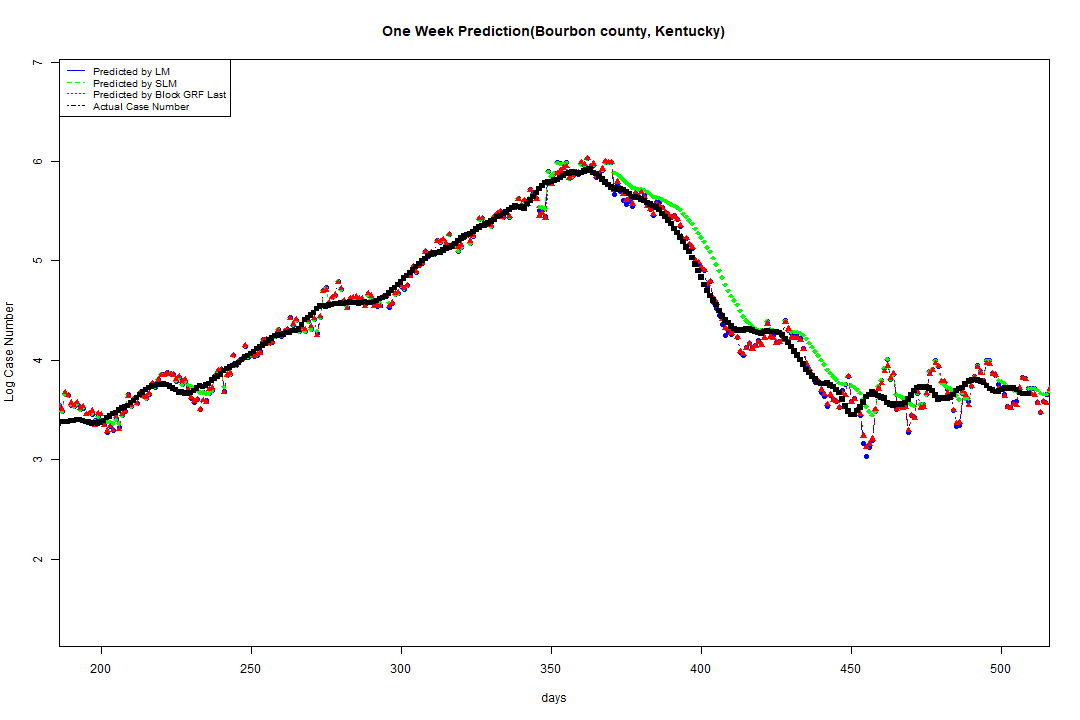 One Week Prediction(Bourbon county, Kentucky)
Predicted by LM
Predicted by SLM
Predicted by Block GRF Last
Actual Case Number
Log Case Number
7
6
5
4
3
2
200 250 300 350 400 450 500
days